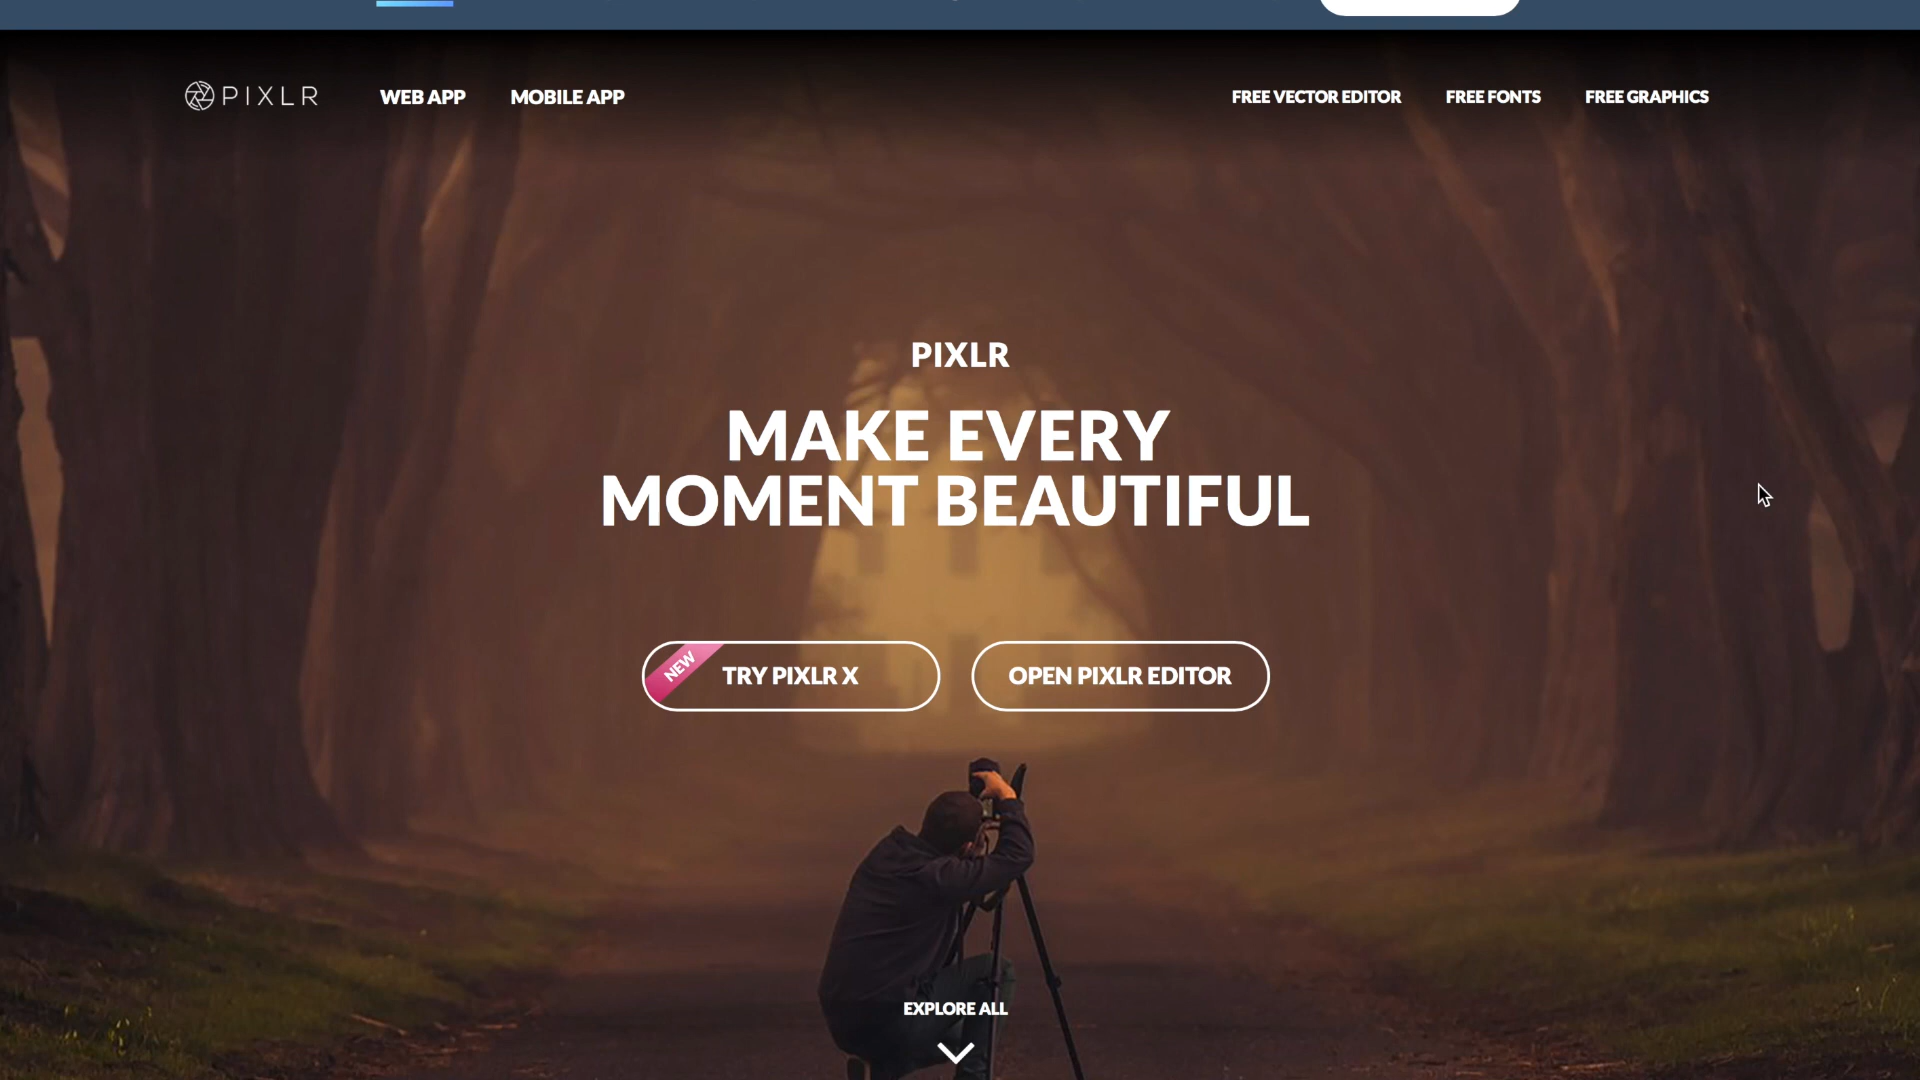 PIXLR
WEB APP
MOBILE APP
FREE VECTOR EDITOR
FREE FONTS
FREE GRAPHICS
PIXLR
MAKE EVERY
MOMENT BEAUTIFUL
NEW
TRY PIXLR X
OPEN PIXLR EDITOR
EXPLORE ALL